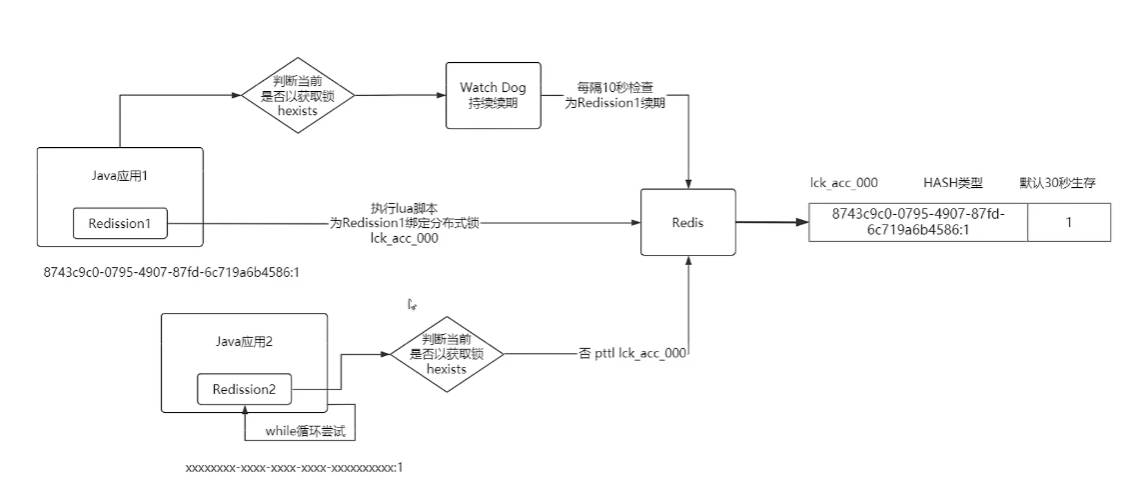 判断当前
是否以获取锁
hexists
Watch Dog
持续续期
每隔10秒检查
为Redission1续期
Java应用1
Redission1
执行lua脚本
为Redission1绑定分布式锁
lck_acc_000
Redis
lck_acc_000 HASH类型 默认30秒生存
8743c9c0-0795-4907-87fd-
6c719a6b4586:1
1
8743c9c0-0795-4907-87fd-6c719a6b4586:1
Java应用2
Redission2
判断当前
是否以获取锁
hexists
否 pttl lck_acc_000
while循环尝试
xxxxxxxx-xxxx-xxxx-xxxx-xxxxxxxxxx:1